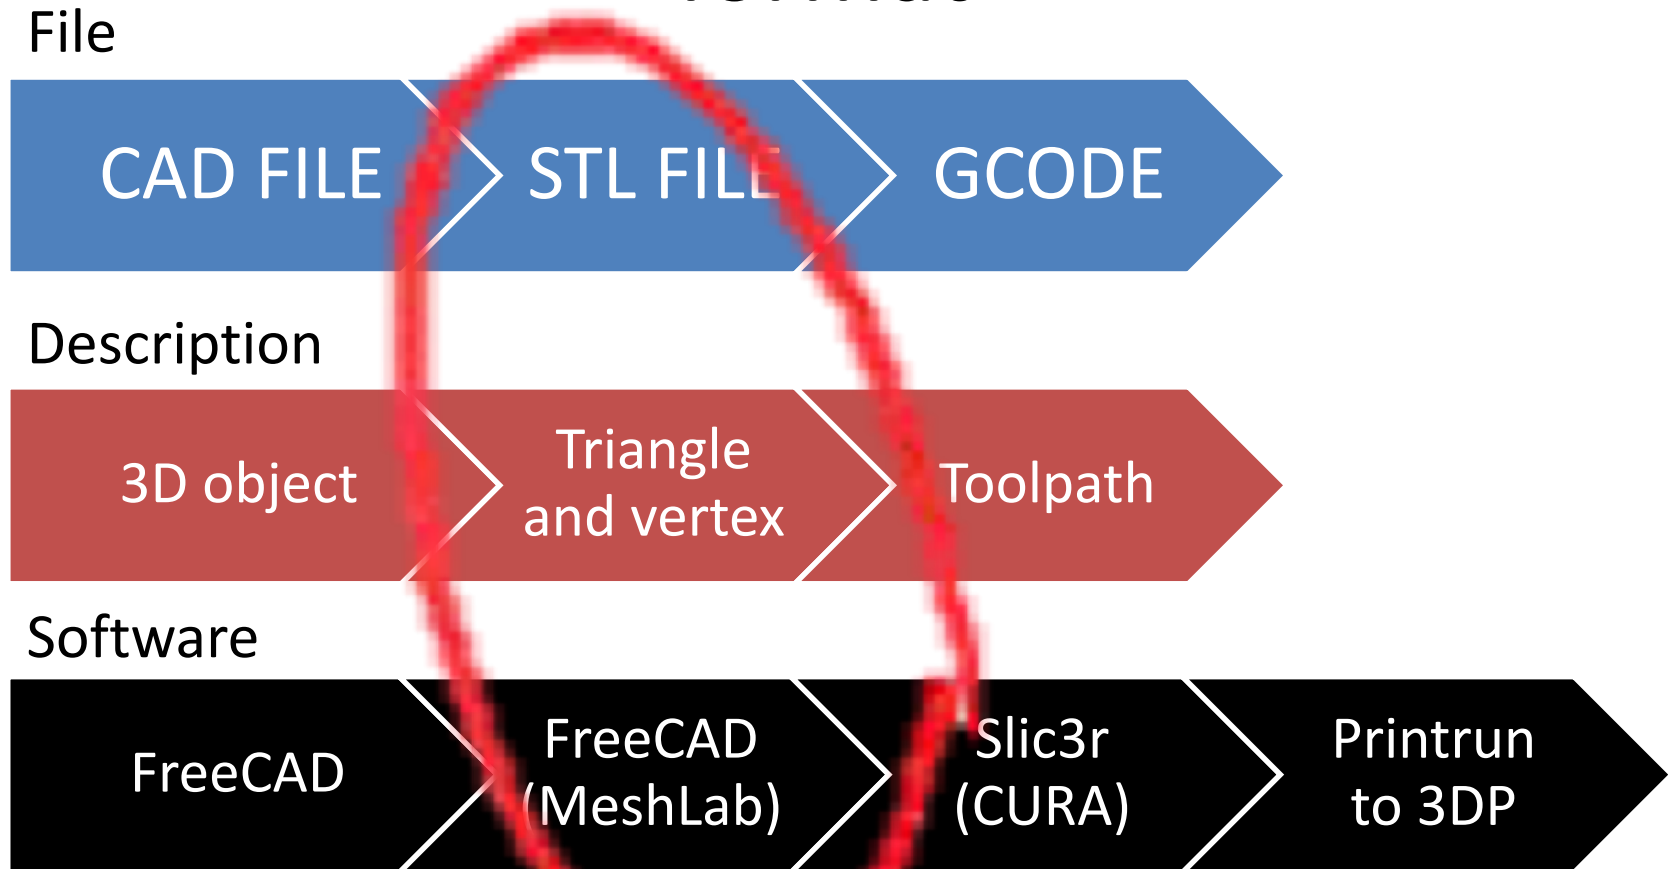 File
CAD FILE
STL FILE
GCODE
Description
3D object
Triangle
and vertex
Toolpath
Software
FreeCAD
FreeCAD
(MeshLab)
Slic3r
(CURA)
Printrun
to 3DP